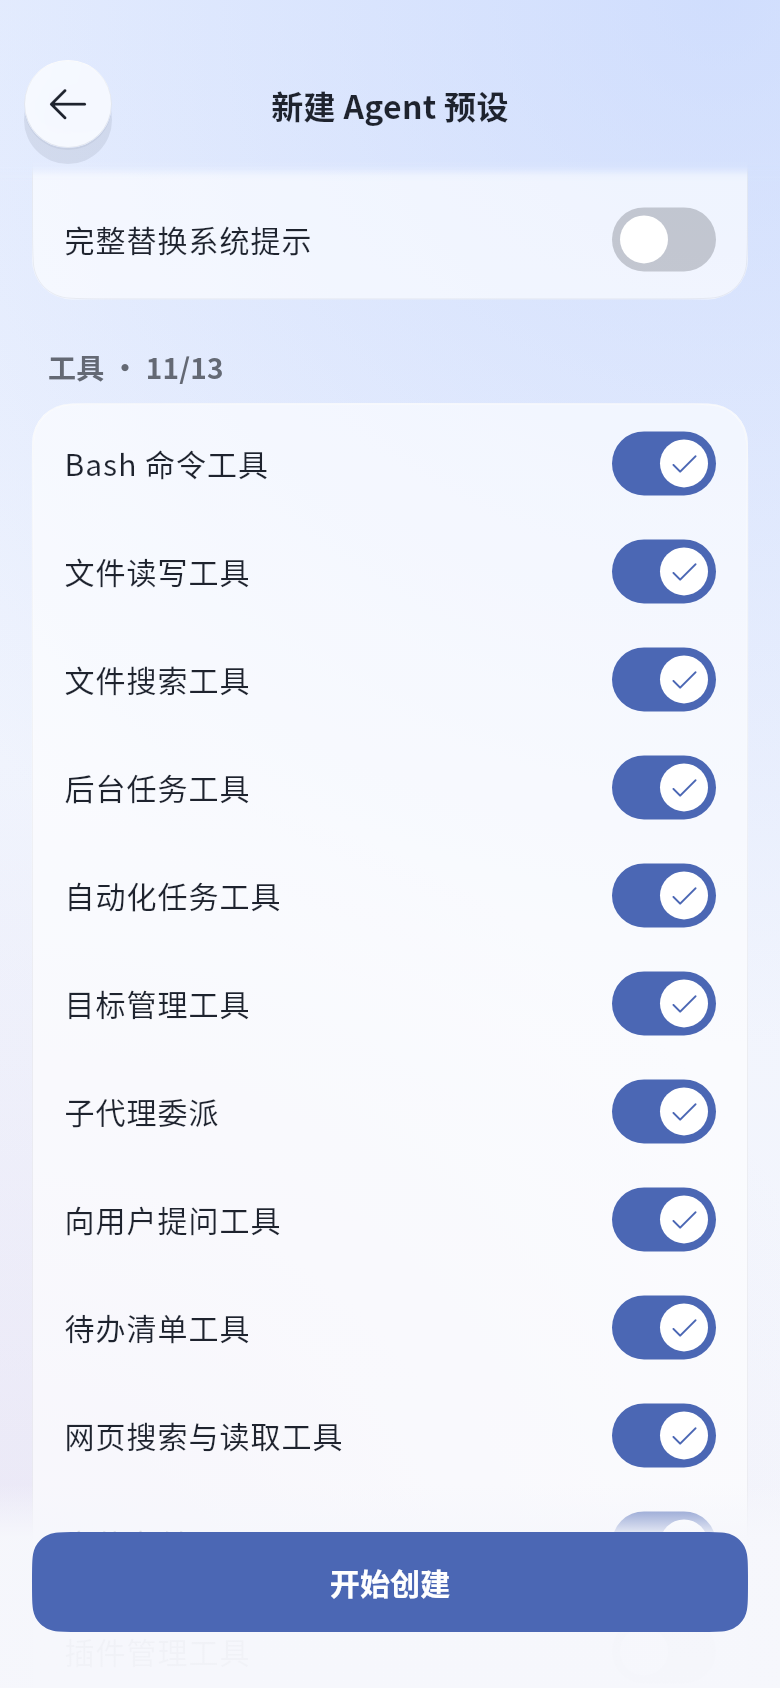 新建 Agent 预设
完整替换系统提示
工具 · 11/13
Bash 命令工具
文件读写工具
文件搜索工具
后台任务工具
自动化任务工具
目标管理工具
子代理委派
向用户提问工具
待办清单工具
网页搜索与读取工具
开始创建
插件管理工具